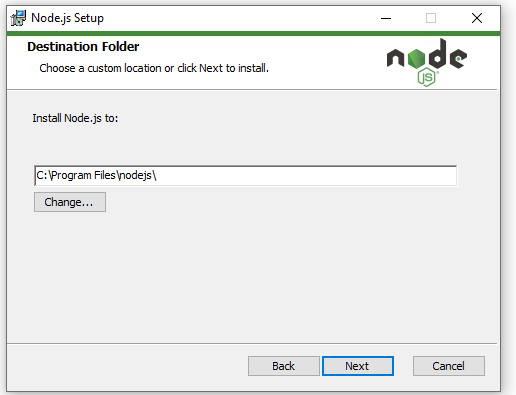 Node.js Setup
Destination Folder
Choose a custom location or click Next to install.
node
JS
Install Node.js to:
C:\Program Files\nodejs\
Change...
Back
Next
Cancel